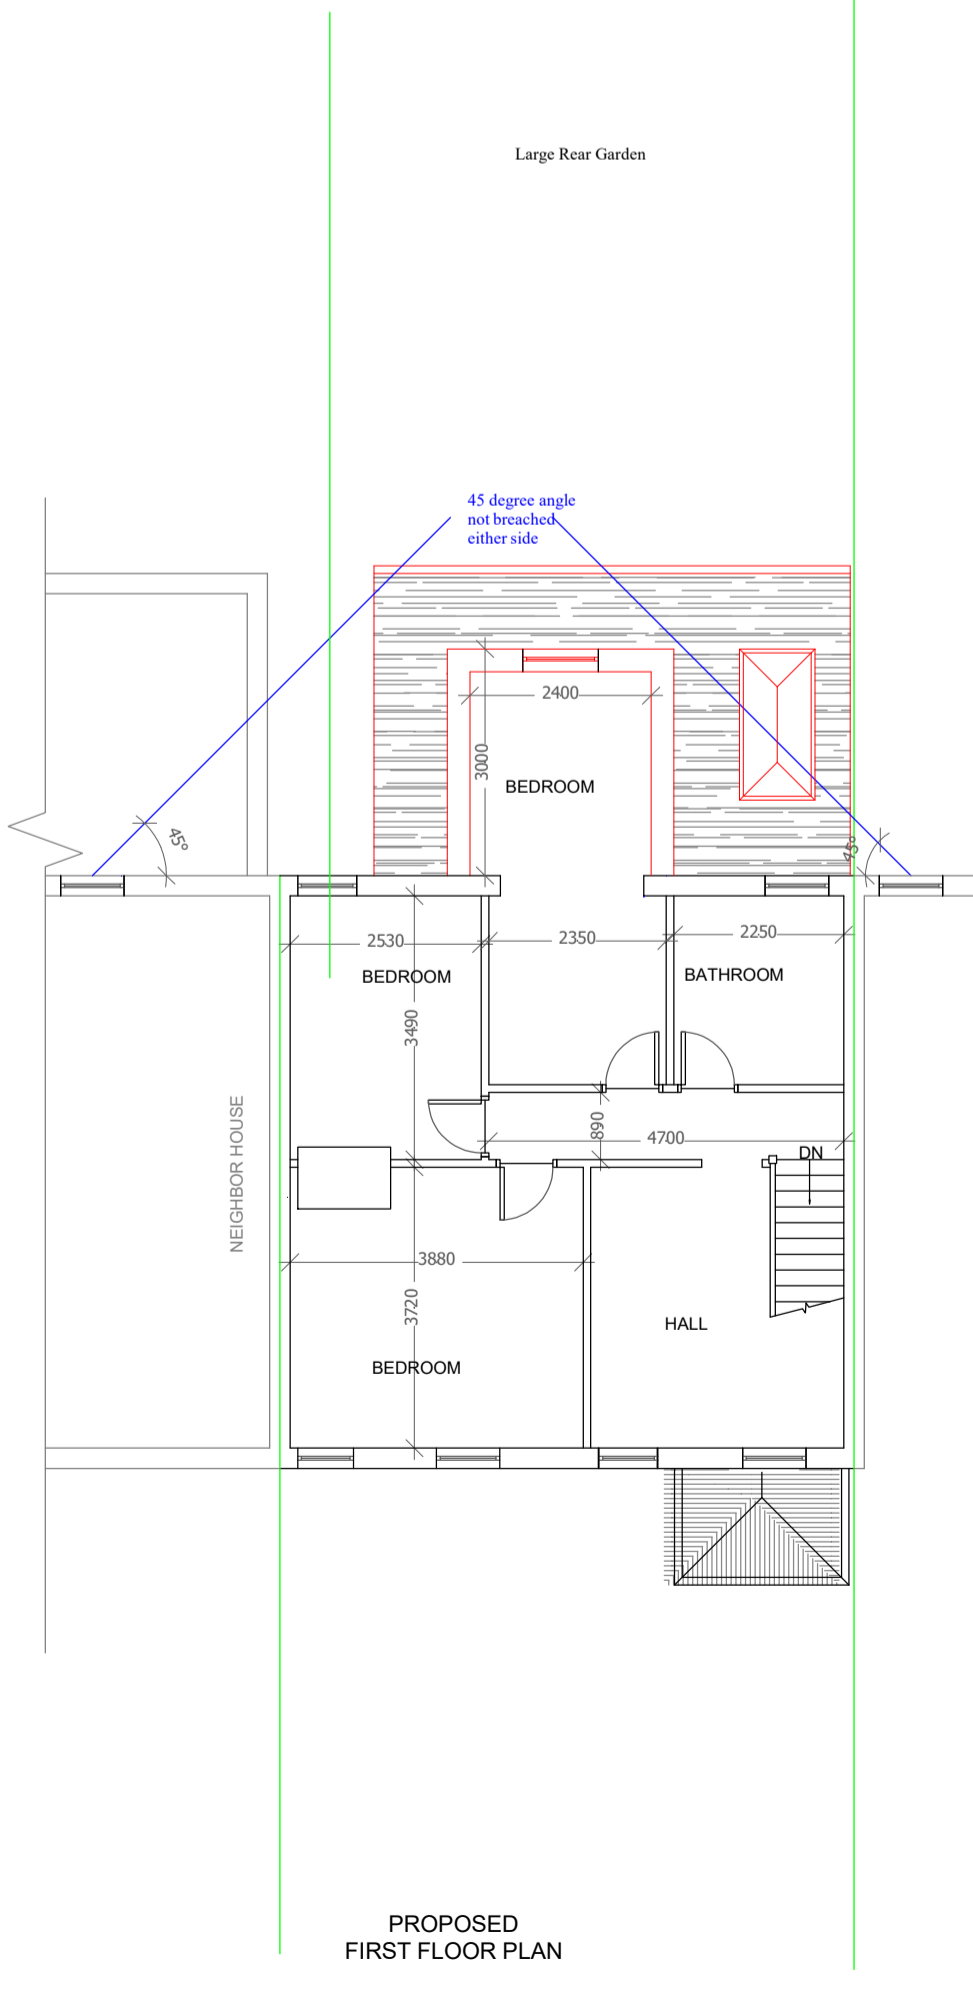 Large Rear Garden
45 degree angle
not breached
either side
2400
3000
BEDROOM
45°
45°
2530
2350
2250
BEDROOM
BATHROOM
3490
890
4700
DN
NEIGHBOR HOUSE
3880
3720
HALL
BEDROOM
PROPOSED
FIRST FLOOR PLAN